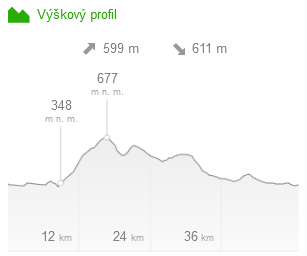 Výškový profil
599 m 611 m
677
m n. m.
348
m n. m.
12 km 24 km 36 km